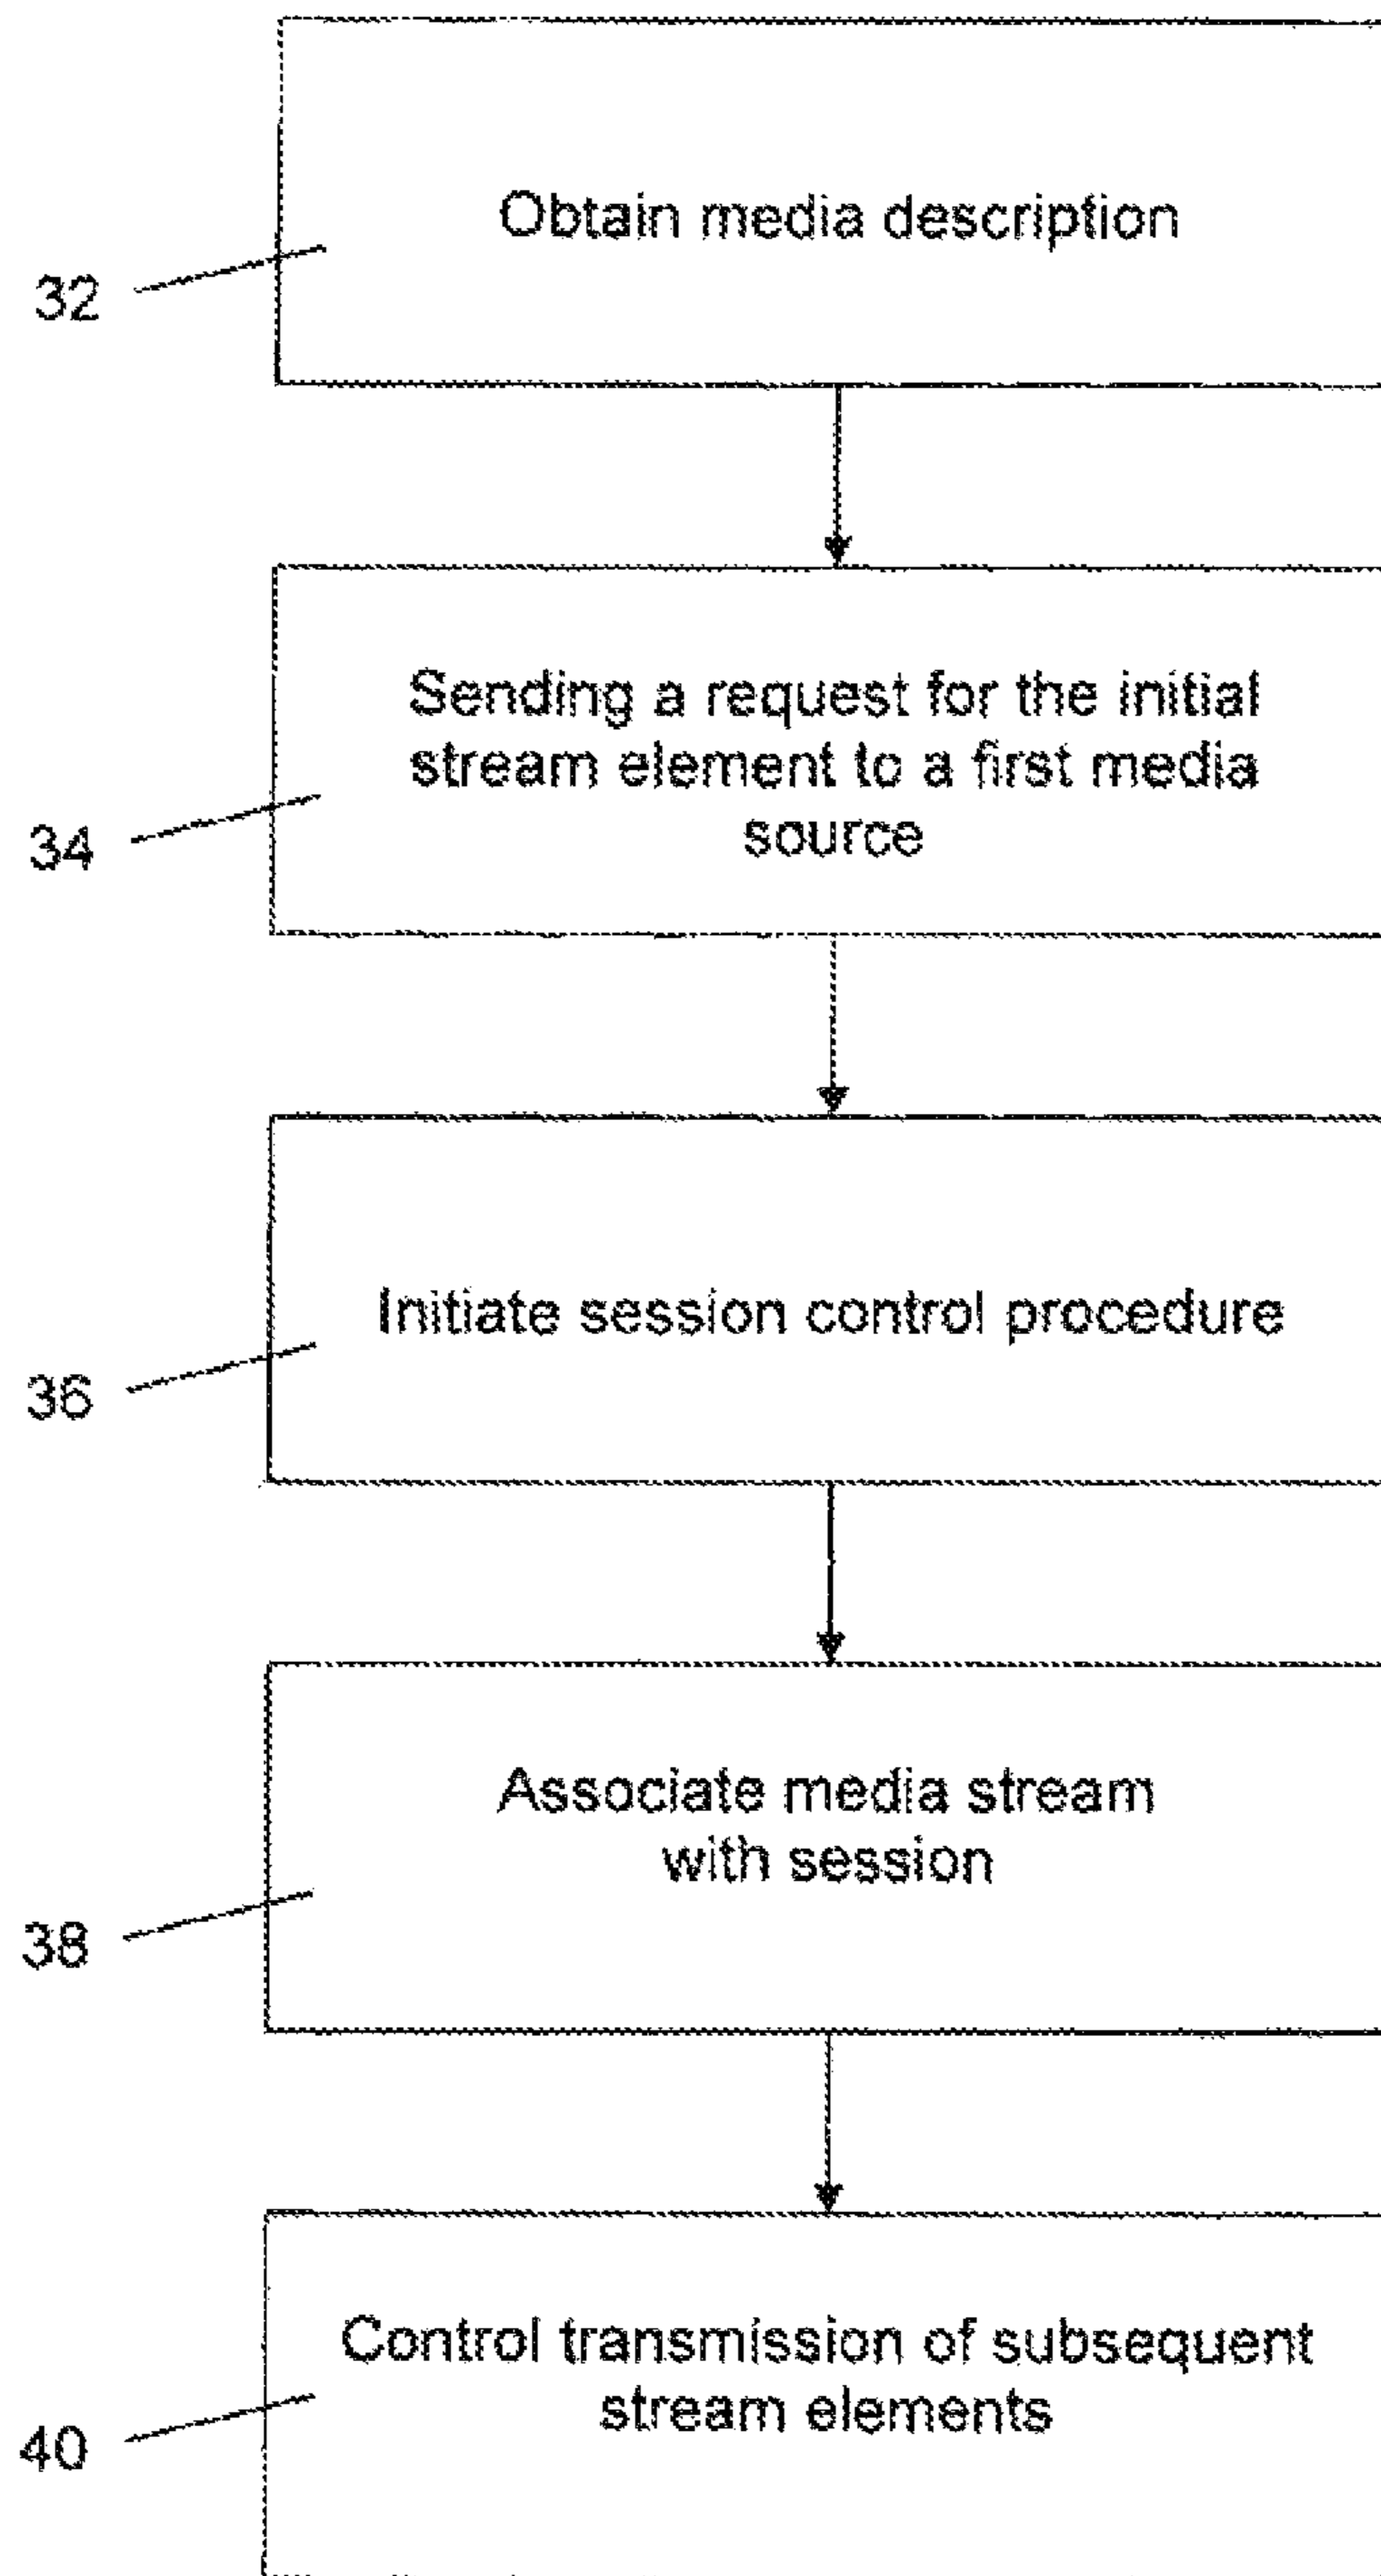 Obtain media description
32
Sending a request for the initial
stream element to a first media
source
34
Initiate session control procedure
36
Associate media stream
with session
38
Control transmission of subsequent
stream elements
40